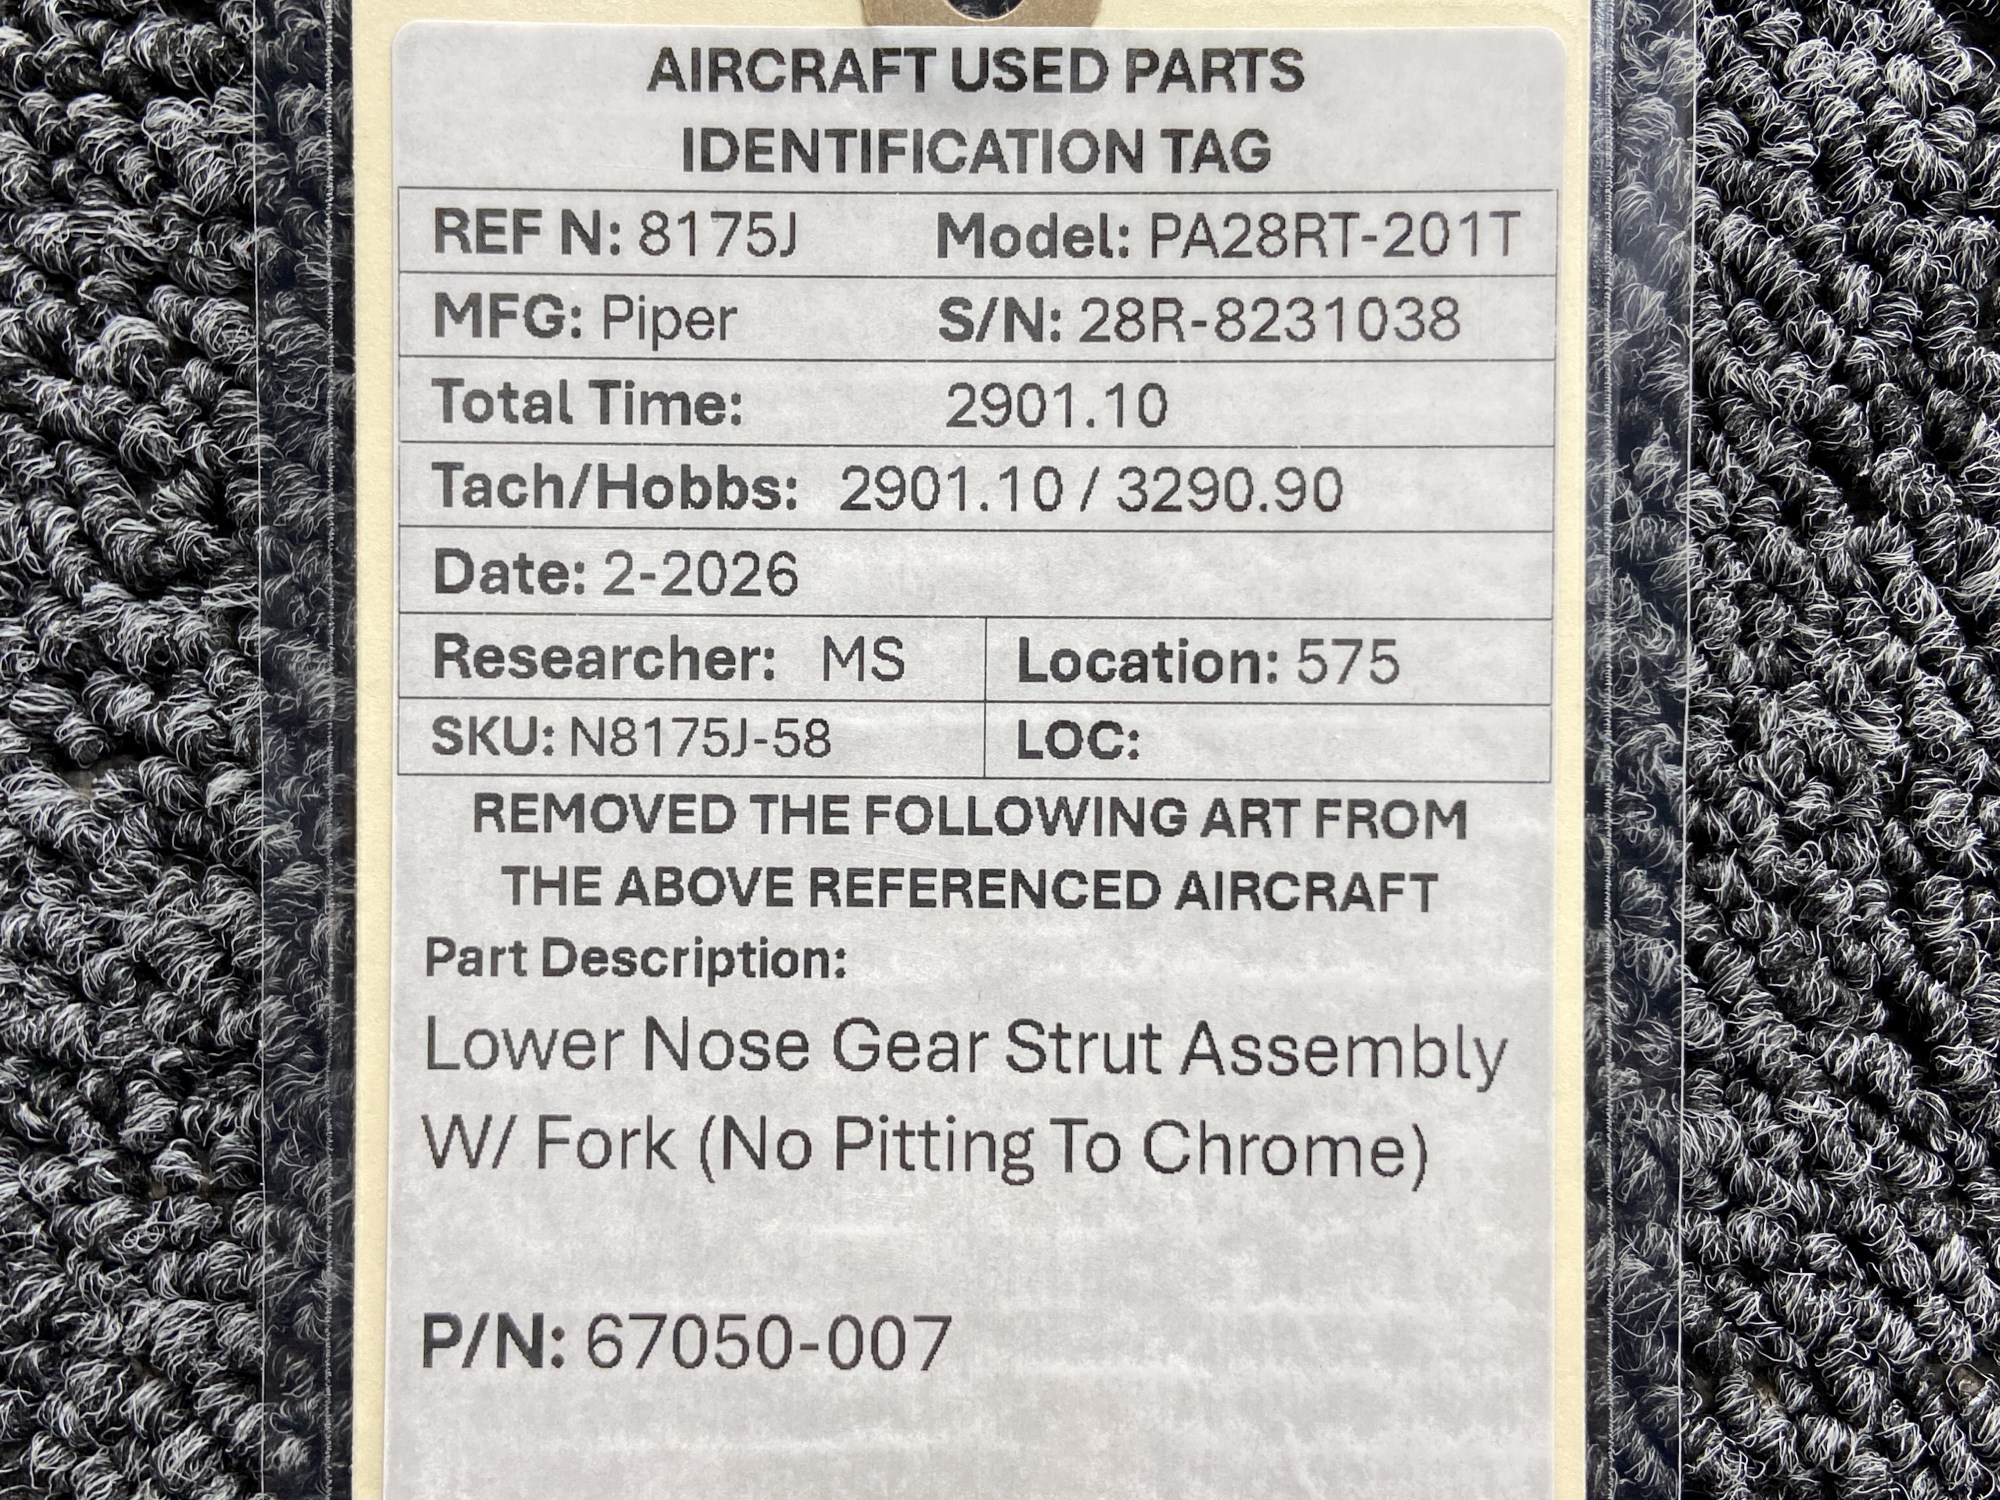 AIRCRAFT USED PARTS
IDENTIFICATION TAG
REF N: 8175J Model: PA28RT-201T
MFG: Piper S/N: 28R-8231038
Total Time: 2901.10
Tach/Hobbs: 2901.10 / 3290.90
Date: 2-2026
Researcher: MS Location: 575
SKU: N8175J-58 LOC:
REMOVED THE FOLLOWING ART FROM
THE ABOVE REFERENCED AIRCRAFT
Part Description:
Lower Nose Gear Strut Assembly
W/ Fork (No Pitting To Chrome)
P/N: 67050-007